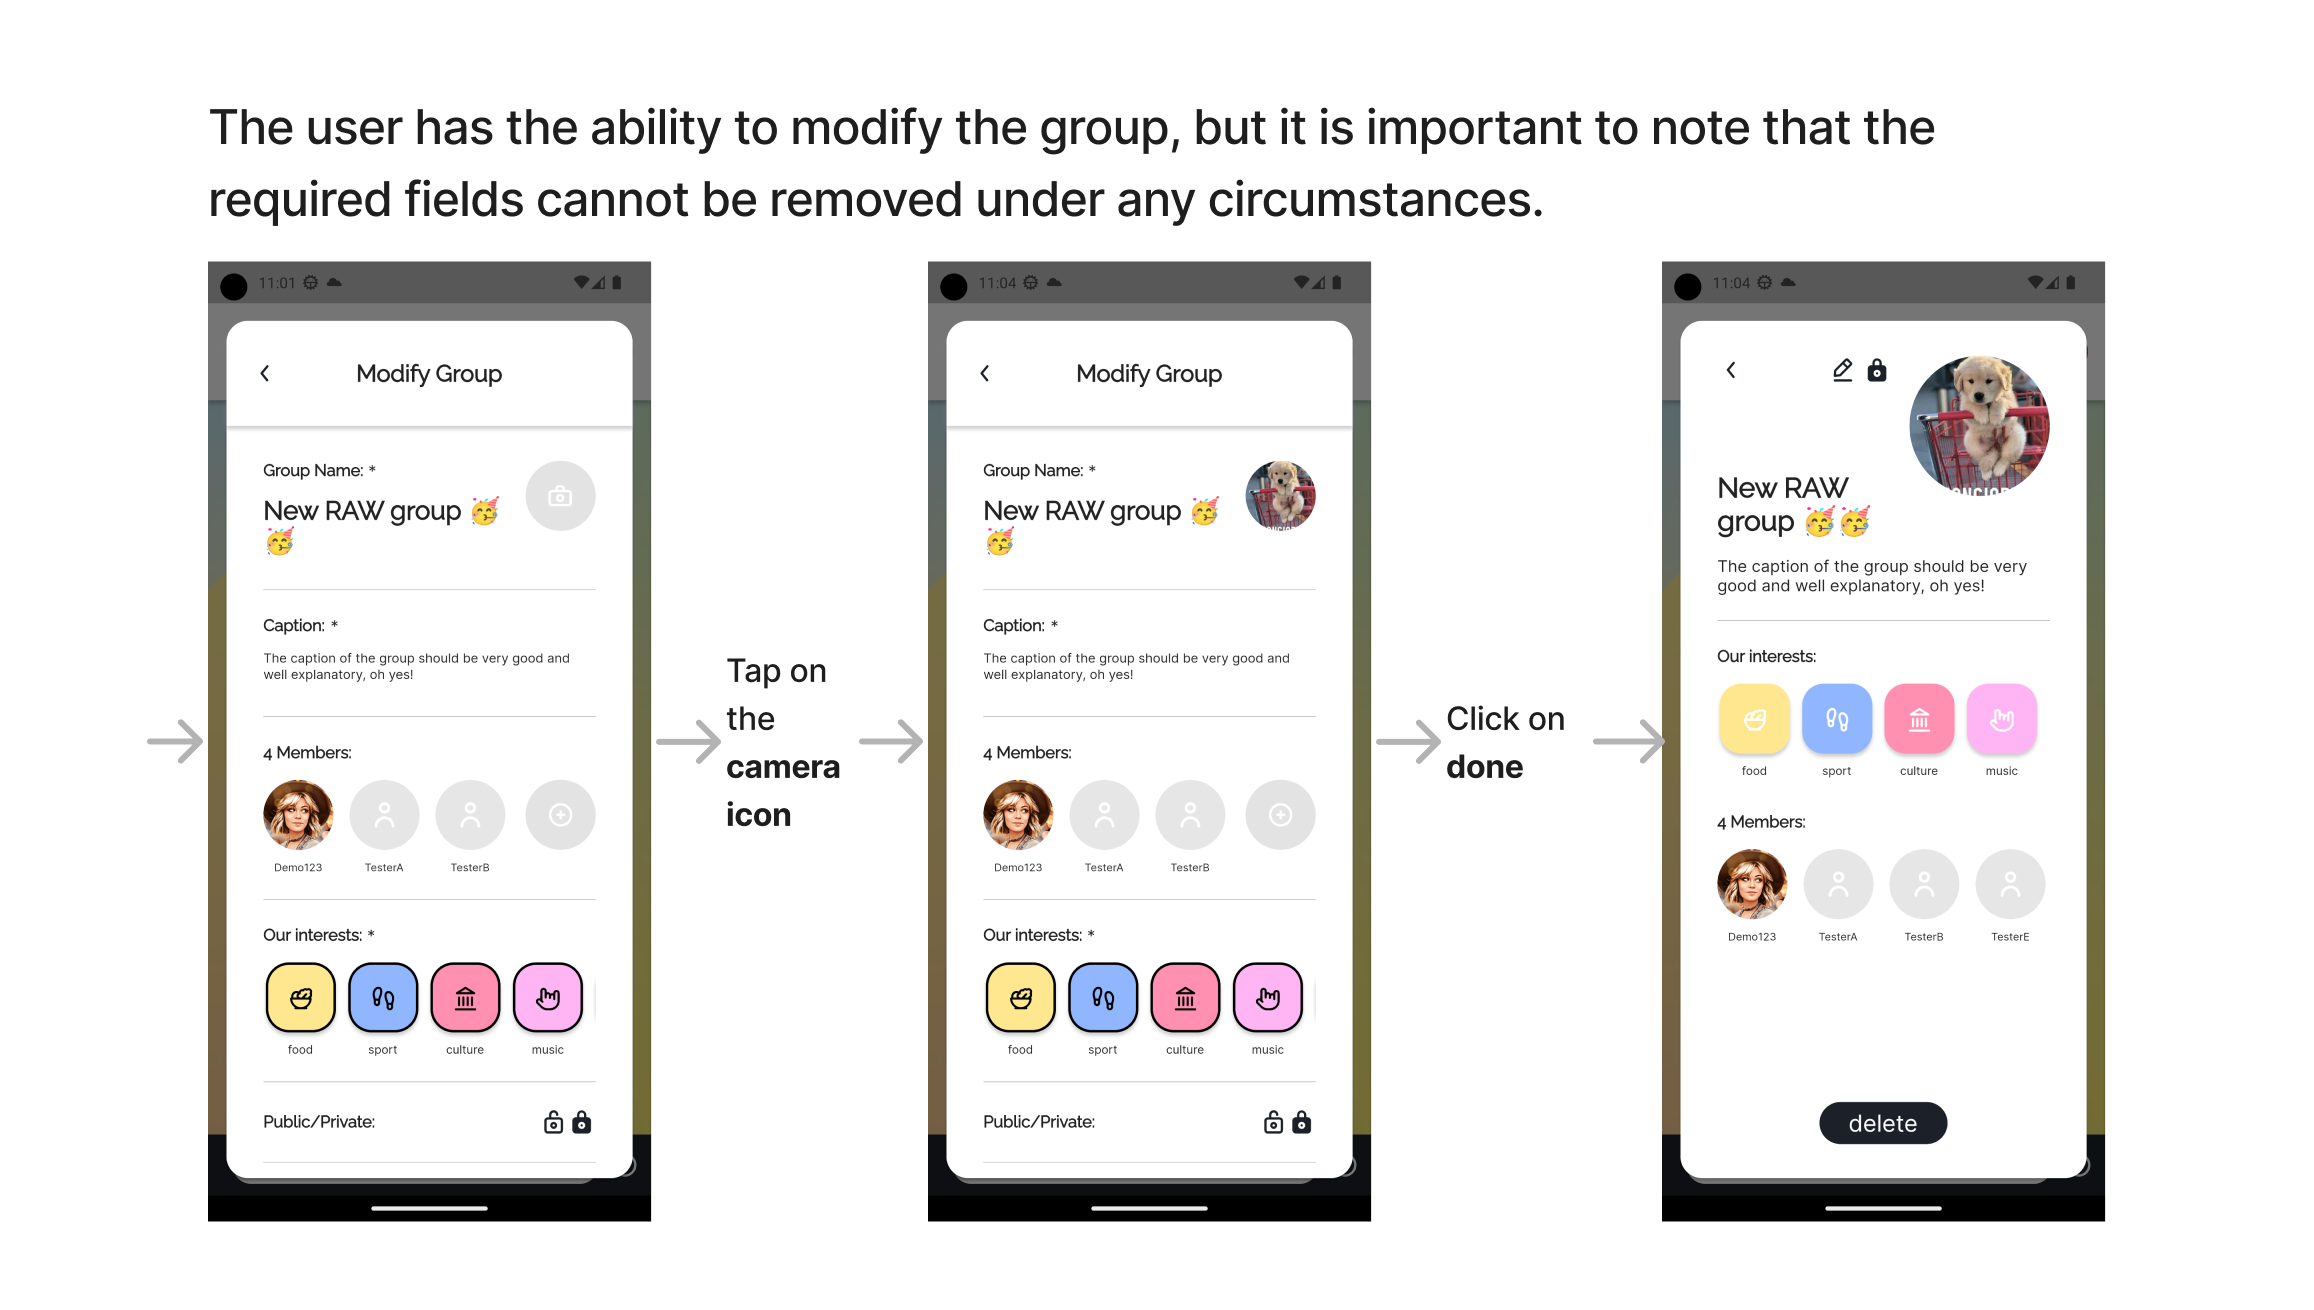 The user has the ability to modify the group, but it is important to note that the
required fields cannot be removed under any circumstances.
11:01
Modify Group
Group Name: *
New RAW group 🥳
🥳
Caption: *
The caption of the group should be very good and
well explanatory, oh yes!
4 Members:
Demo123 TesterA TesterB
Our interests: *
food sport culture music
Public/Private:
Tap on
the
camera
icon
11:04
Modify Group
Group Name: *
New RAW group 🥳
🥳
Caption: *
The caption of the group should be very good and
well explanatory, oh yes!
4 Members:
Demo123 TesterA TesterB
Our interests: *
food sport culture music
Public/Private:
Click on
done
11:04
New RAW
group 🥳🥳
The caption of the group should be very
good and well explanatory, oh yes!
Our interests:
food sport culture music
4 Members:
Demo123 TesterA TesterB TesterE
delete